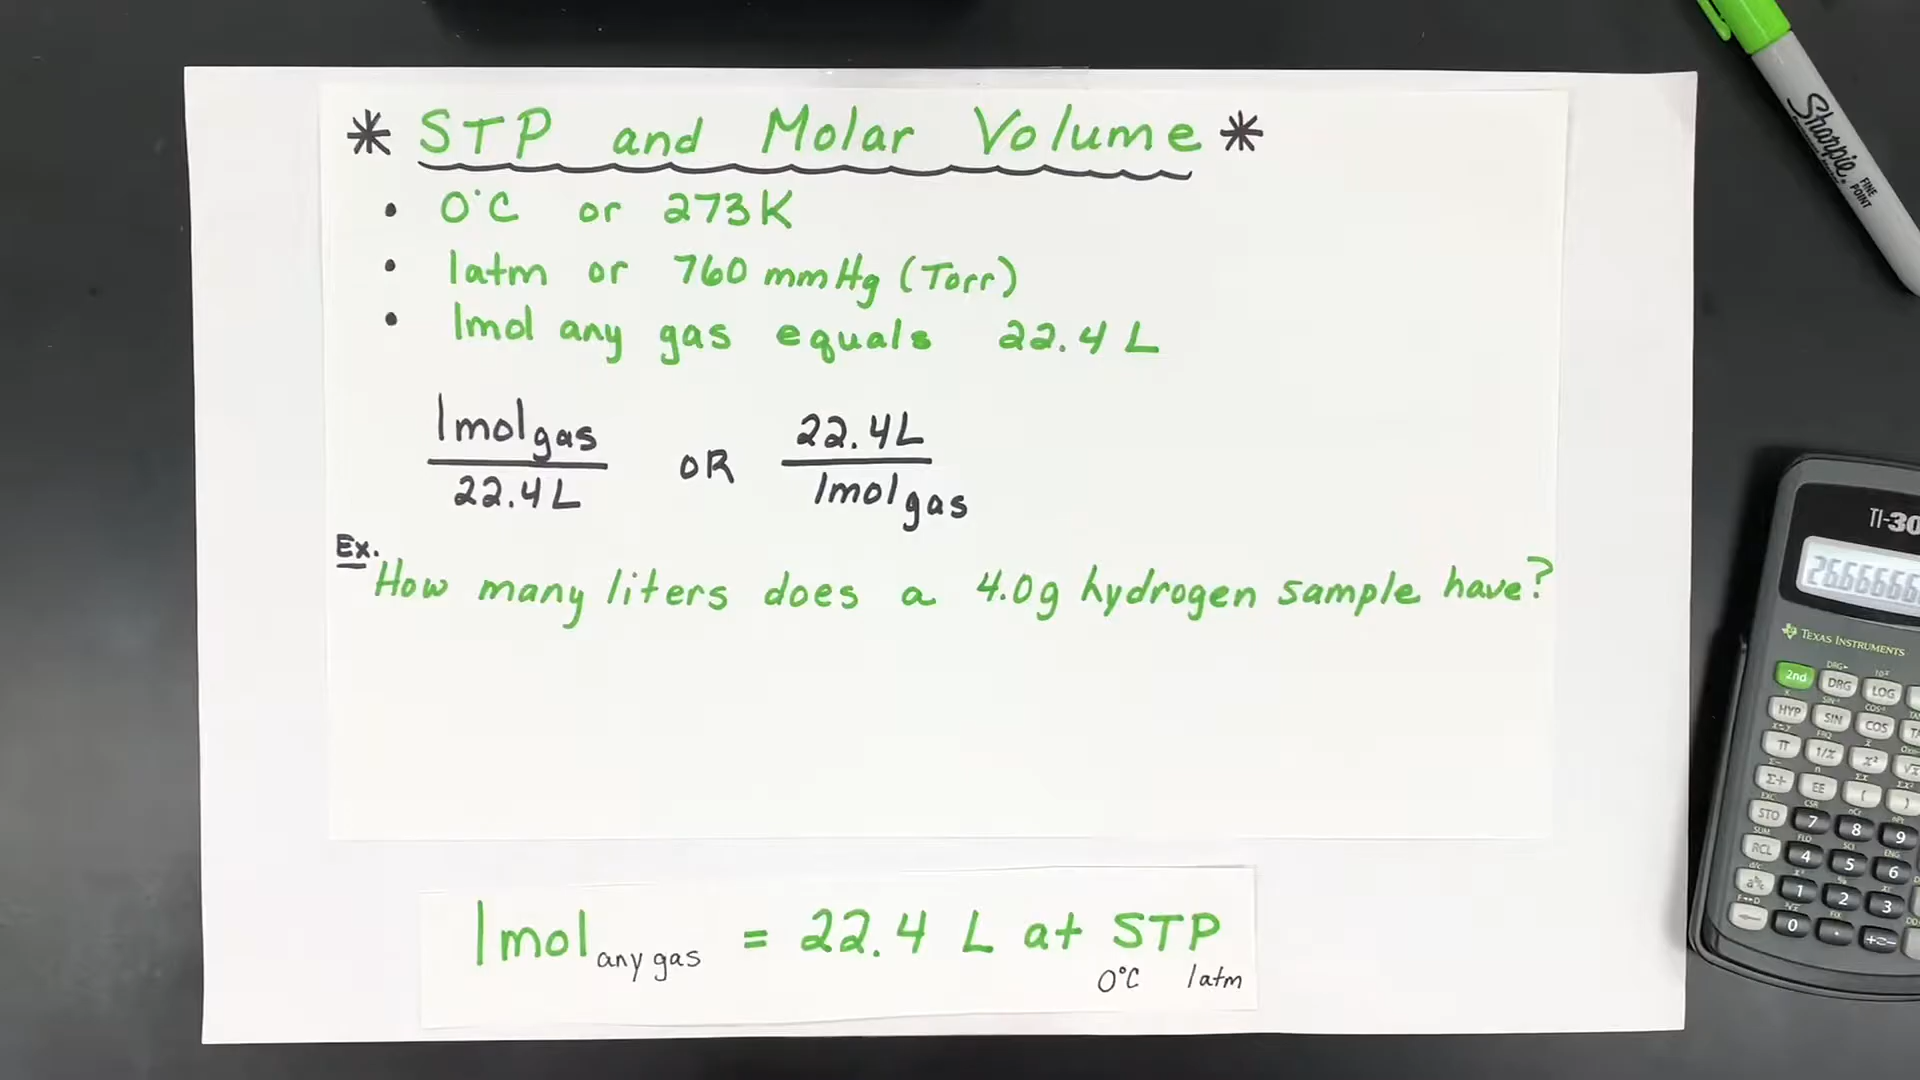 * STP and Molar Volume *
• 0°C or 273K
• 1atm or 760 mmHg (Torr)
• 1mol any gas equals 22.4 L
1mol gas / 22.4L OR 22.4L / 1mol gas
Ex.
How many liters does a 4.0g hydrogen sample have?
1mol any gas = 22.4 L at STP
0°C 1atm
Sharpie.
FINE POINT
TI-30
TEXAS INSTRUMENTS
2nd DRG LOG
HYP SIN COS
π 1/x x²
Σ+ EE ( )
STO 7 8 9
RCL 4 5 6
1 2 3
0 .